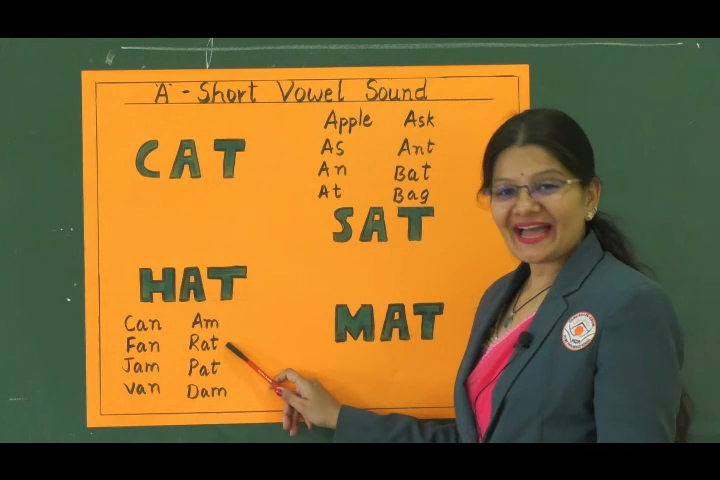 A - Short Vowel Sound
CAT
Apple Ask
As Ant
An Bat
At Bag
SAT
HAT
MAT
Can Am
Fan Rat
Jam Pat
Van Dam